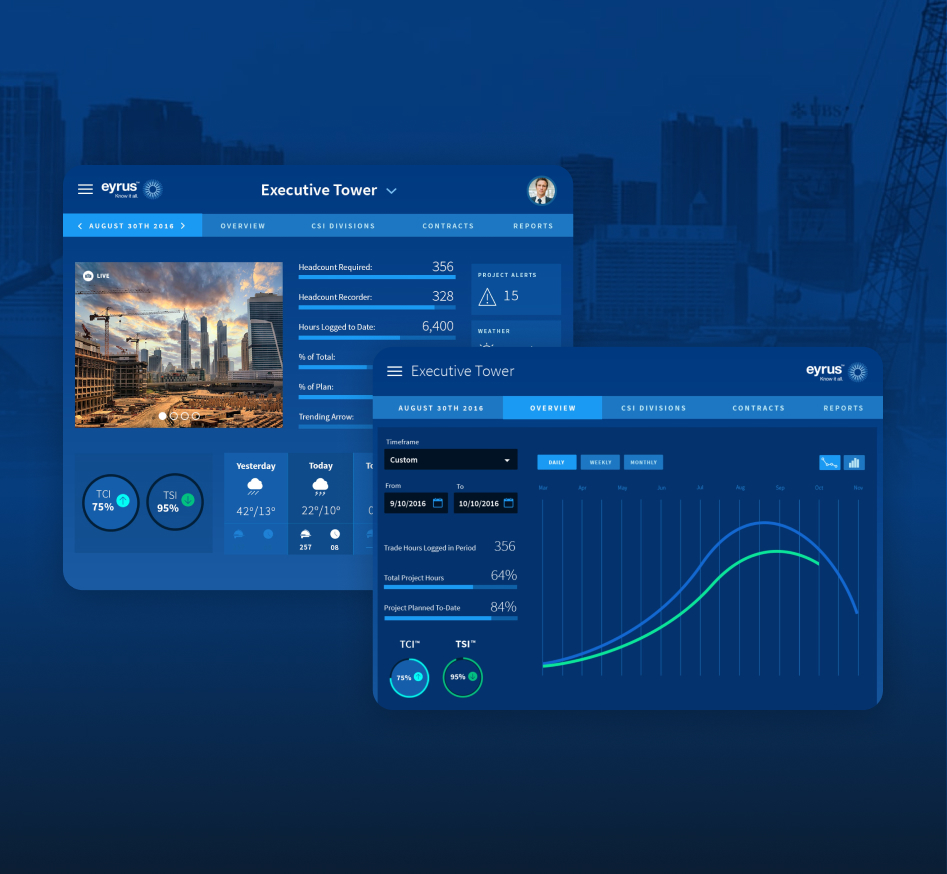 UBS
eyrus™
Know it all.
Executive Tower
AUGUST 30TH 2016
OVERVIEW
CSI DIVISIONS
CONTRACTS
REPORTS
LIVE
Headcount Required: 356
Headcount Recorder: 328
Hours Logged to Date: 6,400
% of Total:
% of Plan:
Trending Arrow:
PROJECT ALERTS
15
WEATHER
TCI
75%
TSI
95%
Yesterday
42°/13°
Today
22°/10°
257
08
Executive Tower
eyrus™
Know it all.
AUGUST 30TH 2016
OVERVIEW
CSI DIVISIONS
CONTRACTS
REPORTS
Timeframe
Custom
From
To
9/10/2016
10/10/2016
Trade Hours Logged in Period 356
Total Project Hours 64%
Project Planned To-Date 84%
TCI™
TSI™
75%
95%
DAILY
WEEKLY
MONTHLY
Mar
Apr
May
Jun
Jul
Aug
Sep
Oct
Nov